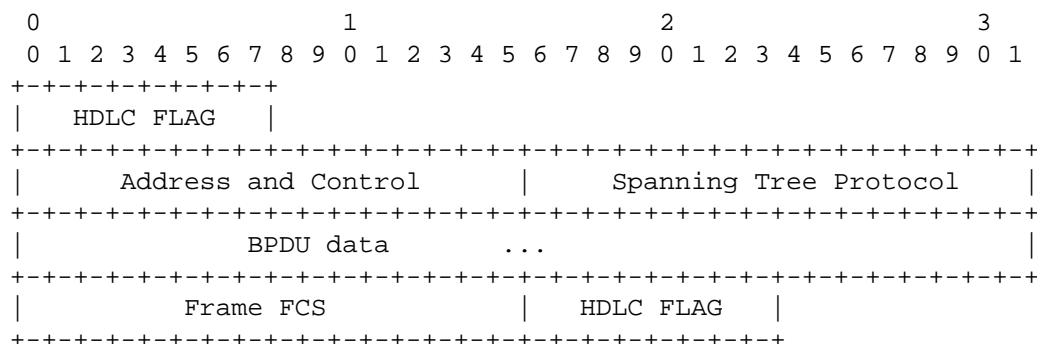 0                   1                   2                   3
 0 1 2 3 4 5 6 7 8 9 0 1 2 3 4 5 6 7 8 9 0 1 2 3 4 5 6 7 8 9 0 1
+-+-+-+-+-+-+-+-+
|   HDLC FLAG   |
+-+-+-+-+-+-+-+-+-+-+-+-+-+-+-+-+-+-+-+-+-+-+-+-+-+-+-+-+-+-+-+-+
|      Address and Control      |     Spanning Tree Protocol    |
+-+-+-+-+-+-+-+-+-+-+-+-+-+-+-+-+-+-+-+-+-+-+-+-+-+-+-+-+-+-+-+-+
|              BPDU data       ...                              |
+-+-+-+-+-+-+-+-+-+-+-+-+-+-+-+-+-+-+-+-+-+-+-+-+-+-+-+-+-+-+-+-+
|          Frame FCS            |   HDLC FLAG   |
+-+-+-+-+-+-+-+-+-+-+-+-+-+-+-+-+-+-+-+-+-+-+-+-+